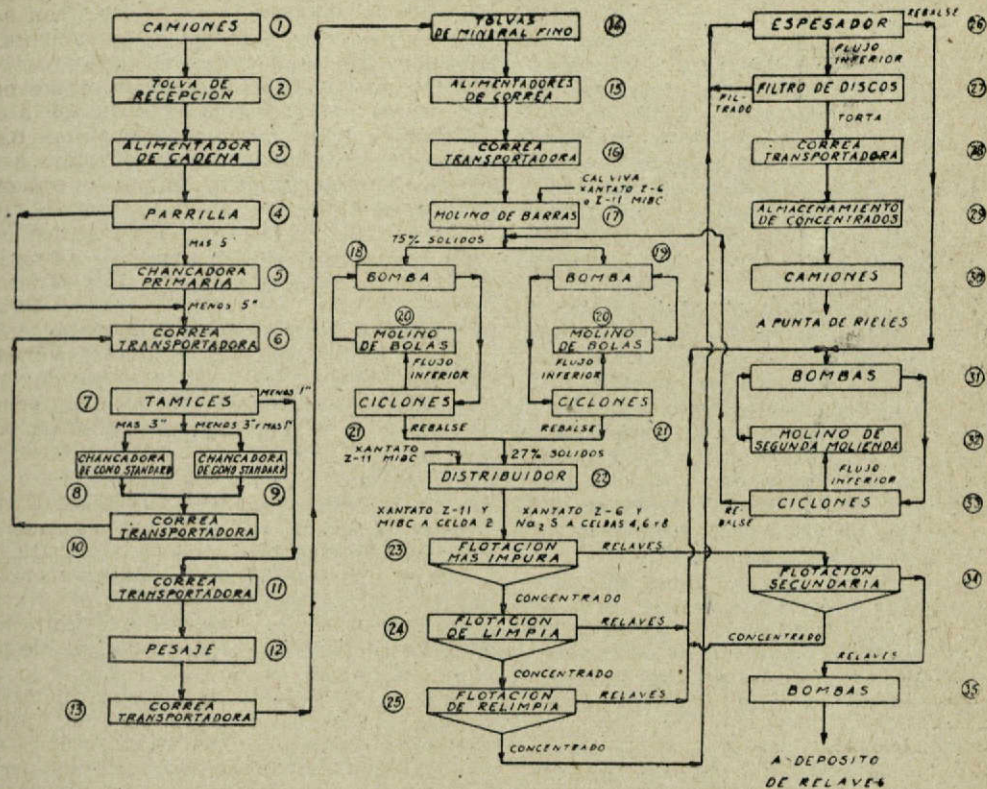 CAMIONES
1
TOLVA DE
RECEPCION
2
ALIMENTADOR
DE CADENA
3
PARRILLA
4
MAS 5
CHANCADORA
PRIMARIA
5
MENOS 5"
CORREA
TRANSPORTADORA
6
TAMICES
7
MENOS 1"
MAS 3"
MENOS 3" Y MAS 1"
CHANCADORA
DE CONO STANDARD
8
CHANCADORA
DE CONO STANDARD
9
CORREA
TRANSPORTADORA
10
CORREA
TRANSPORTADORA
11
PESAJE
12
CORREA
TRANSPORTADORA
13
TOLVAS
DE MINERAL FINO
14
ALIMENTADORES
DE CORREA
15
CORREA
TRANSPORTADORA
16
CAL VIVA
XANTATO Z-6
o Z-11 MIBC
MOLINO DE BARRAS
17
75% SOLIDOS
18
BOMBA
BOMBA
19
20
MOLINO
DE BOLAS
20
MOLINO
DE BOLAS
FLUJO
INFERIOR
FLUJO
INFERIOR
CICLONES
CICLONES
21
REBALSE
REBALSE
21
XANTATO
Z-11 MIBC
27% SOLIDOS
DISTRIBUIDOR
22
XANTATO Z-11 Y
MIBC A CELDA 2
XANTATO Z-6 Y
Na2 S A CELDAS 4,6 Y 8
23
FLOTACION
MAS IMPURA
RELAVES
CONCENTRADO
24
FLOTACION
DE LIMPIA
RELAVES
CONCENTRADO
25
FLOTACION
DE RELIMPIA
RELAVES
CONCENTRADO
ESPESADOR
REBALSE
26
FLUJO
INFERIOR
FILTRO DE DISCOS
27
FIL-
TRADO
TORTA
CORREA
TRANSPORTADORA
28
ALMACENAMIENTO
DE CONCENTRADOS
29
CAMIONES
30
A PUNTA DE RIELES
BOMBAS
31
MOLINO DE
SEGUNDA MOLIENDA
32
FLUJO
INFERIOR
CICLONES
33
RE-
BALSE
FLOTACION
SECUNDARIA
34
CONCENTRADO
RELAVES
BOMBAS
35
A DEPOSITO
DE RELAVES